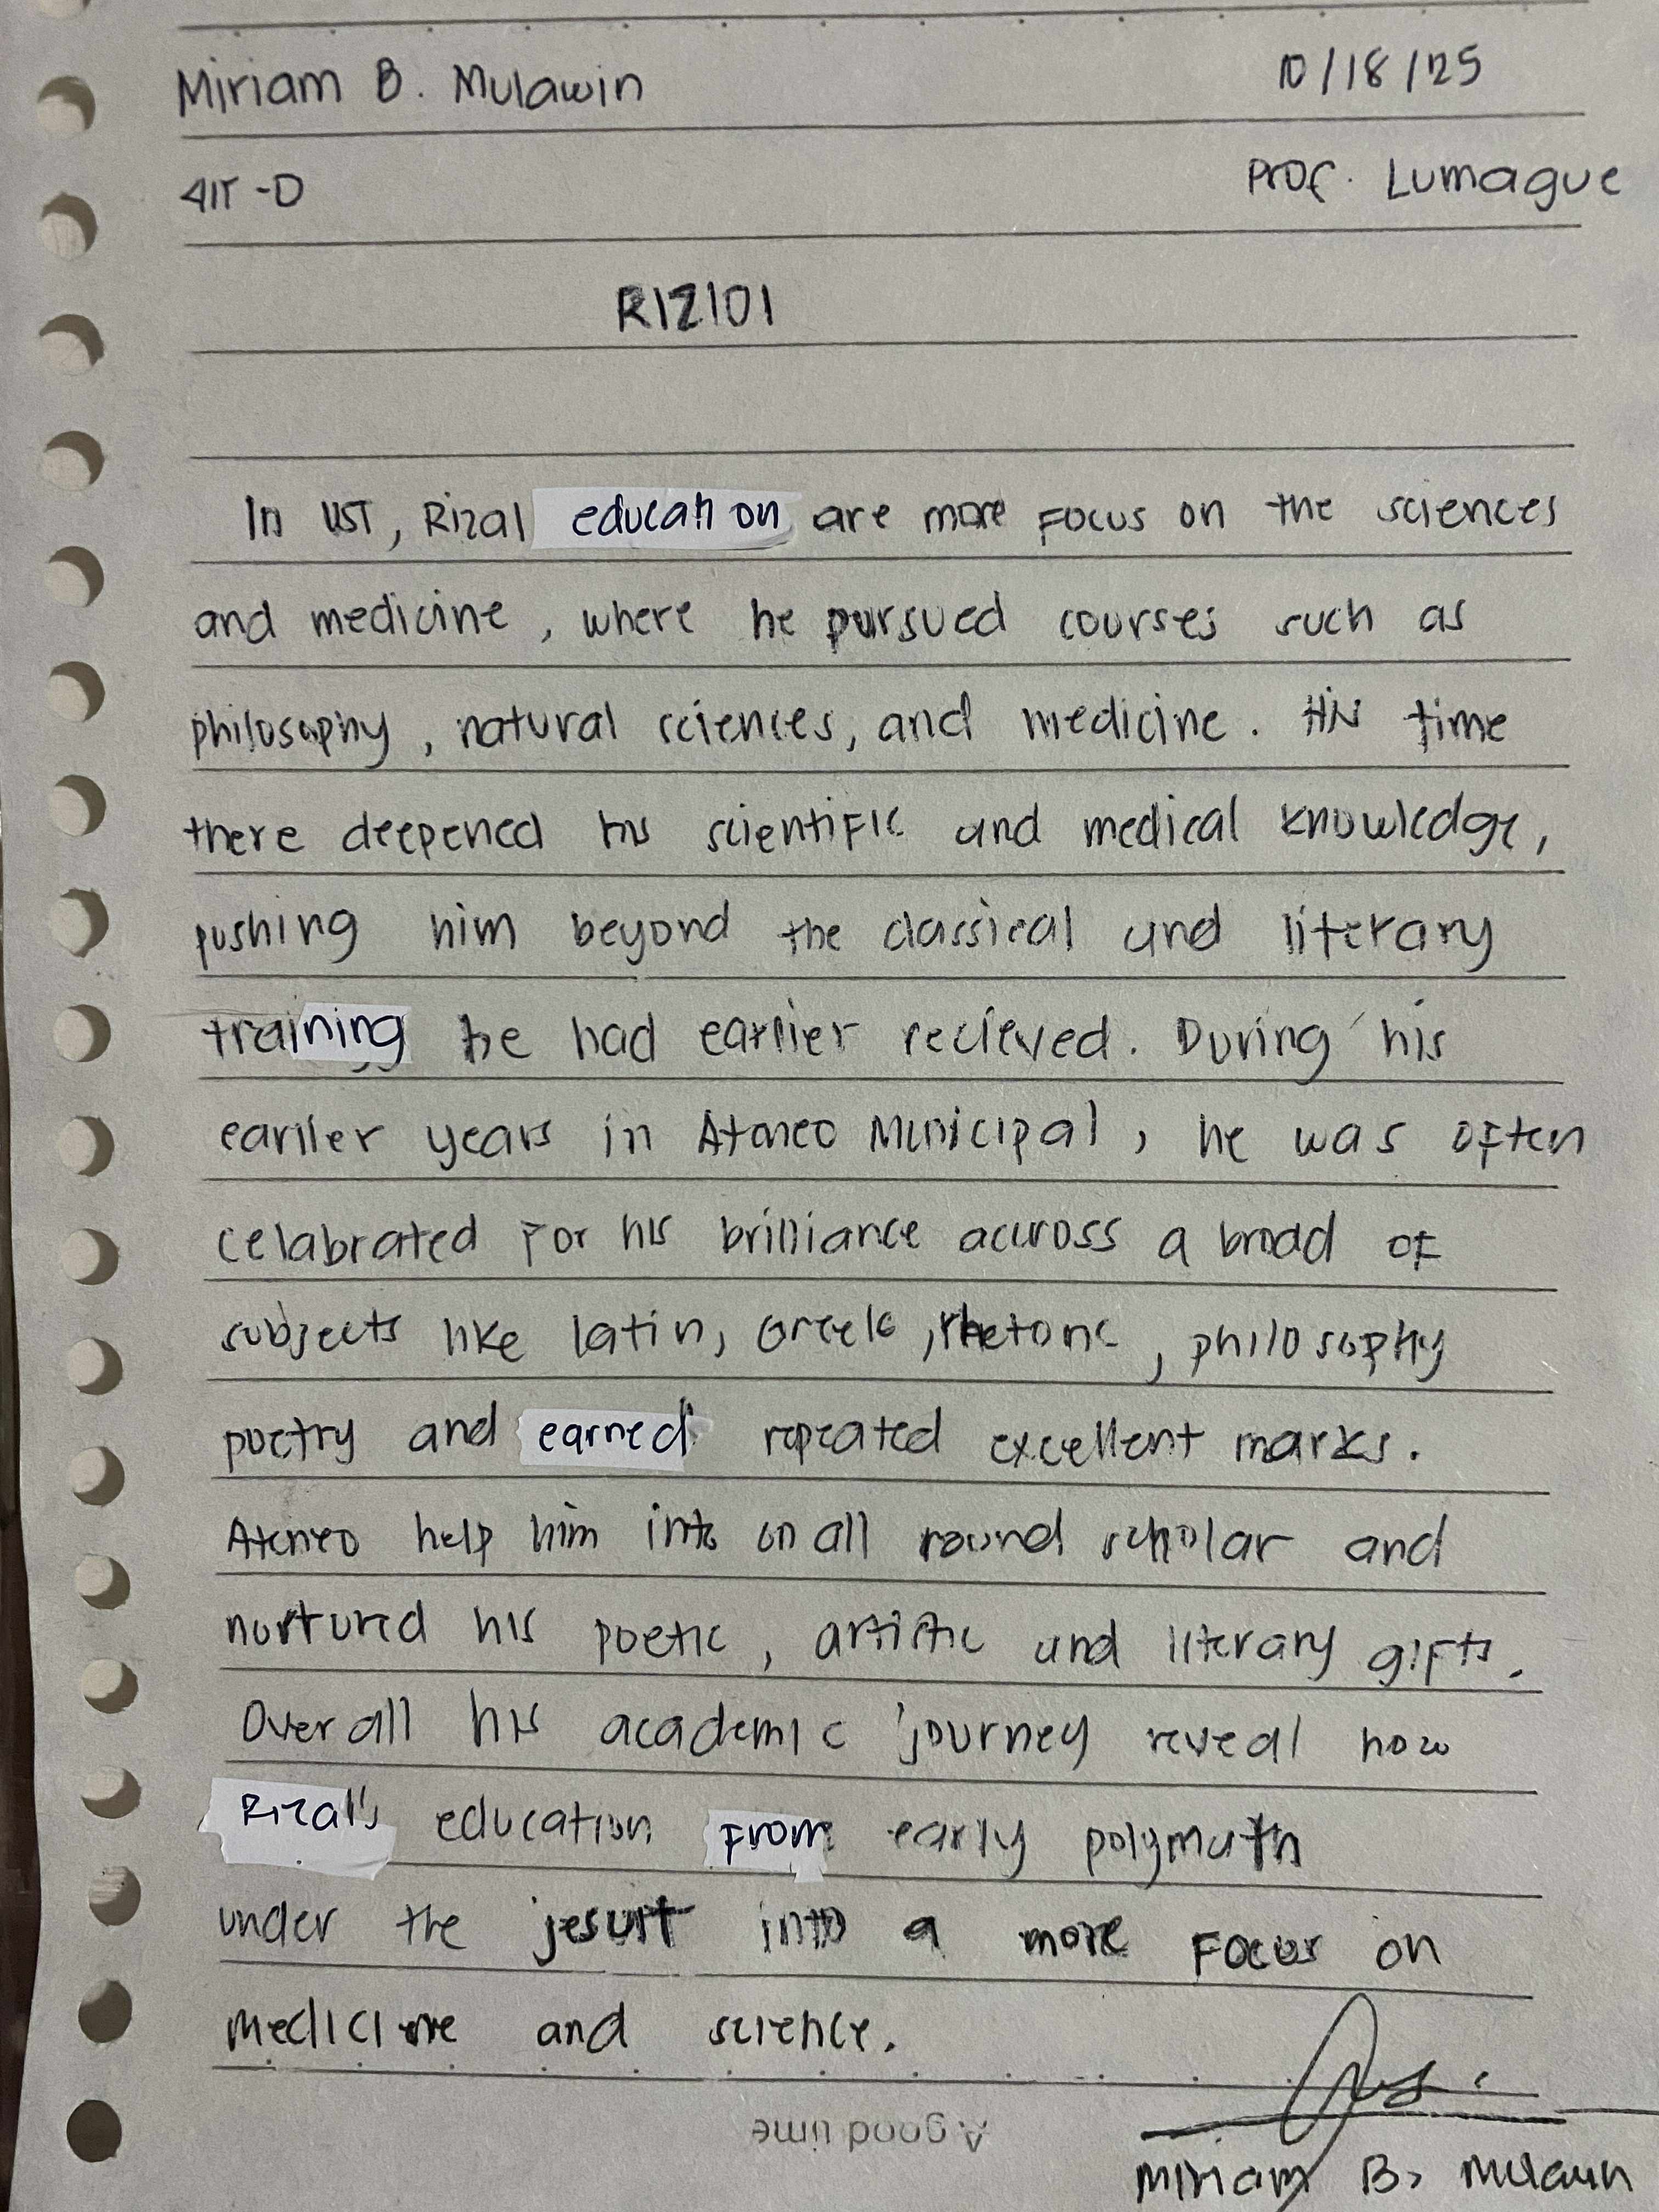 Miriam B. Mulawin 10/18/25
4IT-D Prof. Lumague
RIZ101
In UST, Rizal education are more focus on the sciences
and medicine, where he pursued courses such as
philosophy, natural sciences, and medicine. His time
there deepened his scientific and medical knowledge,
pushing him beyond the classical and literary
training he had earlier recieved. During his
earlier years in Ateneo Municipal, he was often
celabrated for his brilliance accross a broad of
subjects like latin, Greek, rhetoric, philosophy
poetry and earned repeated excellent marks.
Ateneo help him into an all round scholar and
nurtured his poetic, artistic and literary gifts.
Overall his academic journey reveal how
Rizal's education from early polymath
under the jesuit into a more focus on
medicine and science.
A good time
Miriam B. Mulawin